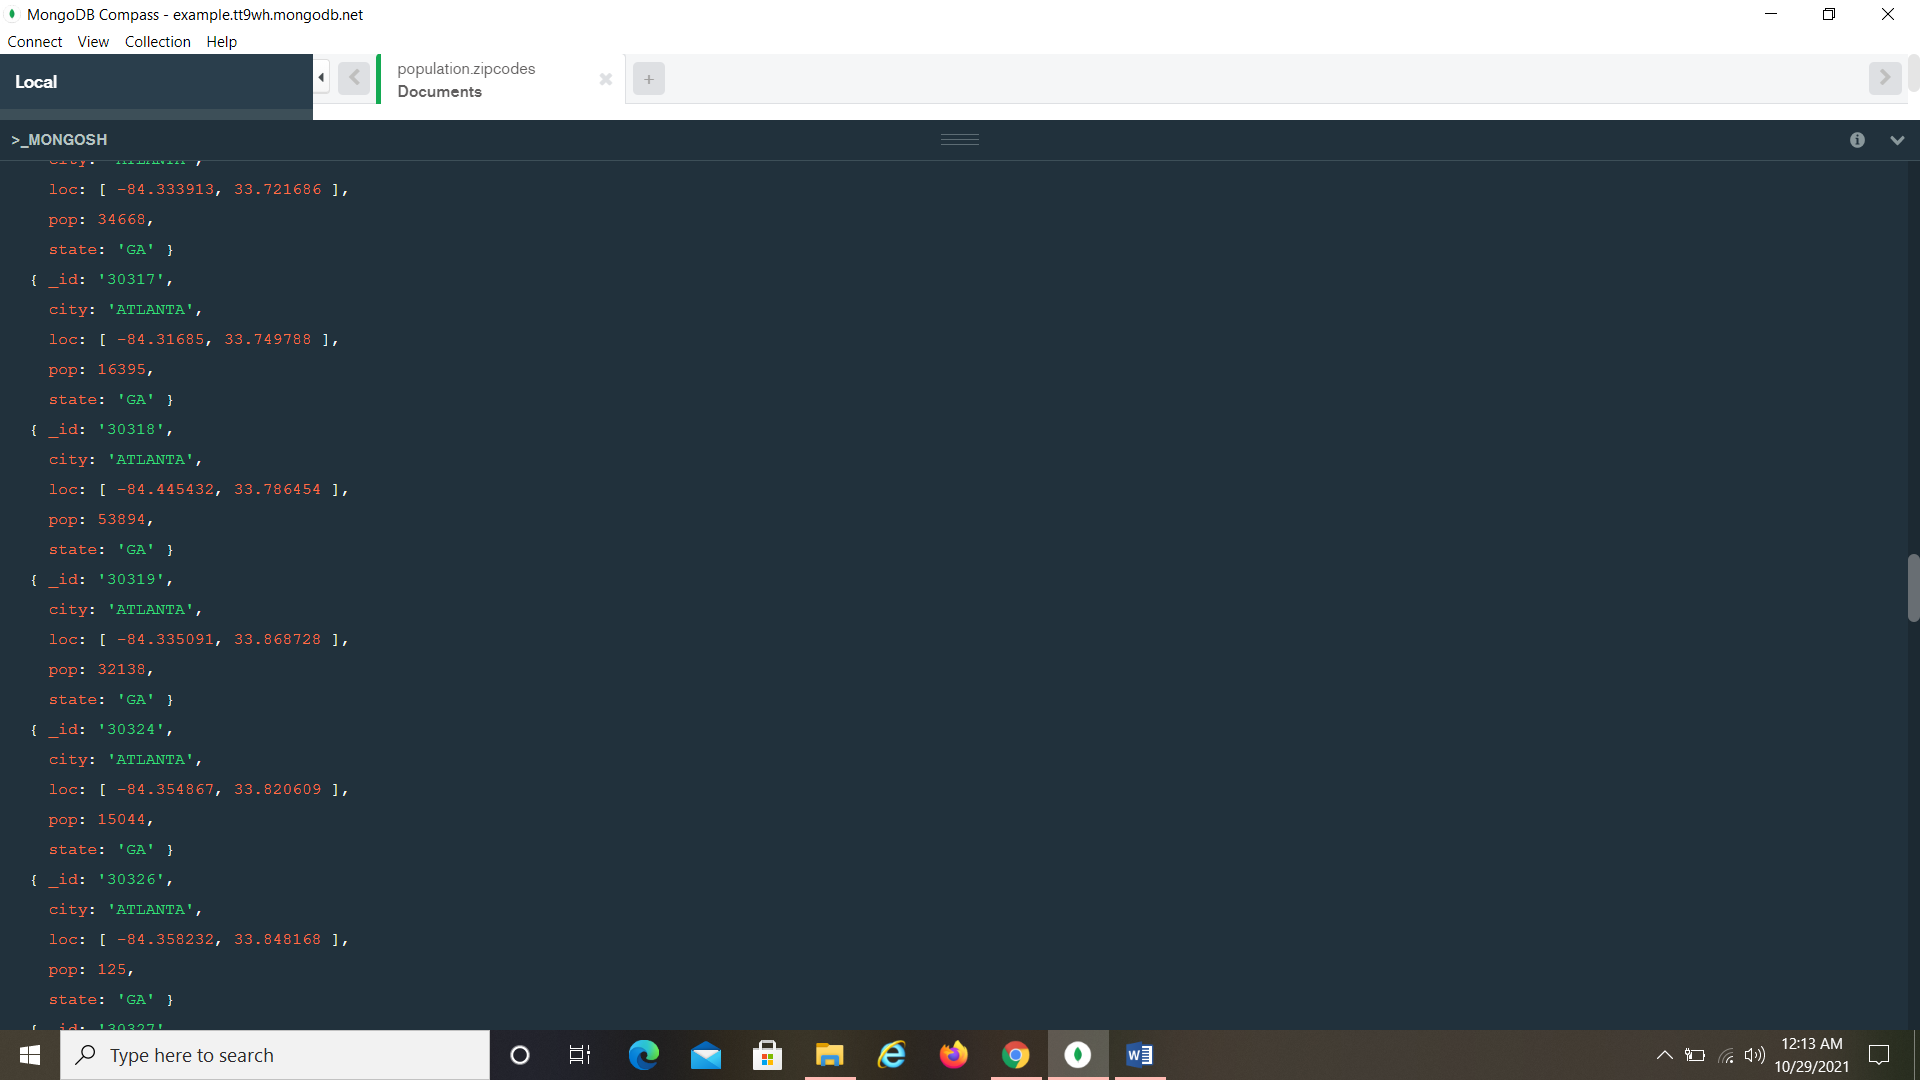 MongoDB Compass - example.tt9wh.mongodb.net
Connect View Collection Help
Local
population.zipcodes
Documents
>_MONGOSH
city: 'ATLANTA',
loc: [ -84.333913, 33.721686 ],
pop: 34668,
state: 'GA' }
{ _id: '30317',
city: 'ATLANTA',
loc: [ -84.31685, 33.749788 ],
pop: 16395,
state: 'GA' }
{ _id: '30318',
city: 'ATLANTA',
loc: [ -84.445432, 33.786454 ],
pop: 53894,
state: 'GA' }
{ _id: '30319',
city: 'ATLANTA',
loc: [ -84.335091, 33.868728 ],
pop: 32138,
state: 'GA' }
{ _id: '30324',
city: 'ATLANTA',
loc: [ -84.354867, 33.820609 ],
pop: 15044,
state: 'GA' }
{ _id: '30326',
city: 'ATLANTA',
loc: [ -84.358232, 33.848168 ],
pop: 125,
state: 'GA' }
{ _id: '30327'
Type here to search
12:13 AM
10/29/2021